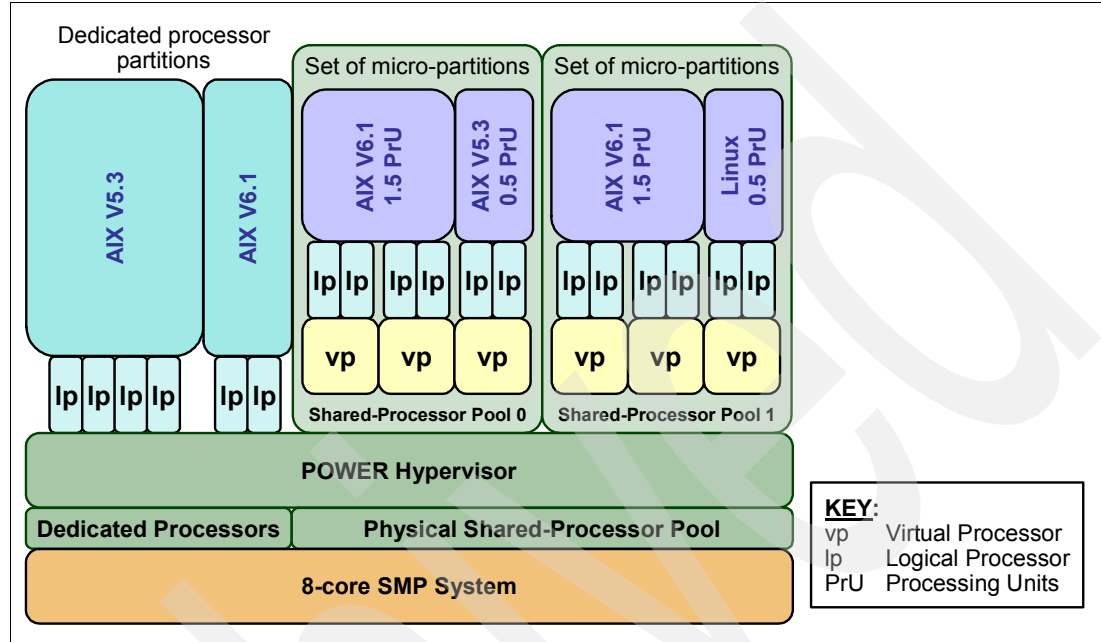 Dedicated processor
partitions
AIX V5.3
AIX V6.1
Set of micro-partitions
AIX V6.1
1.5 PrU
AIX V5.3
0.5 PrU
Set of micro-partitions
AIX V6.1
1.5 PrU
Linux
0.5 PrU
lp lp lp lp
lp lp
lp lp lp lp lp lp
lp lp lp lp lp lp
vp vp vp
vp vp vp
Shared-Processor Pool 0
Shared-Processor Pool 1
POWER Hypervisor
Dedicated Processors
Physical Shared-Processor Pool
8-core SMP System
KEY:
vp Virtual Processor
lp Logical Processor
PrU Processing Units